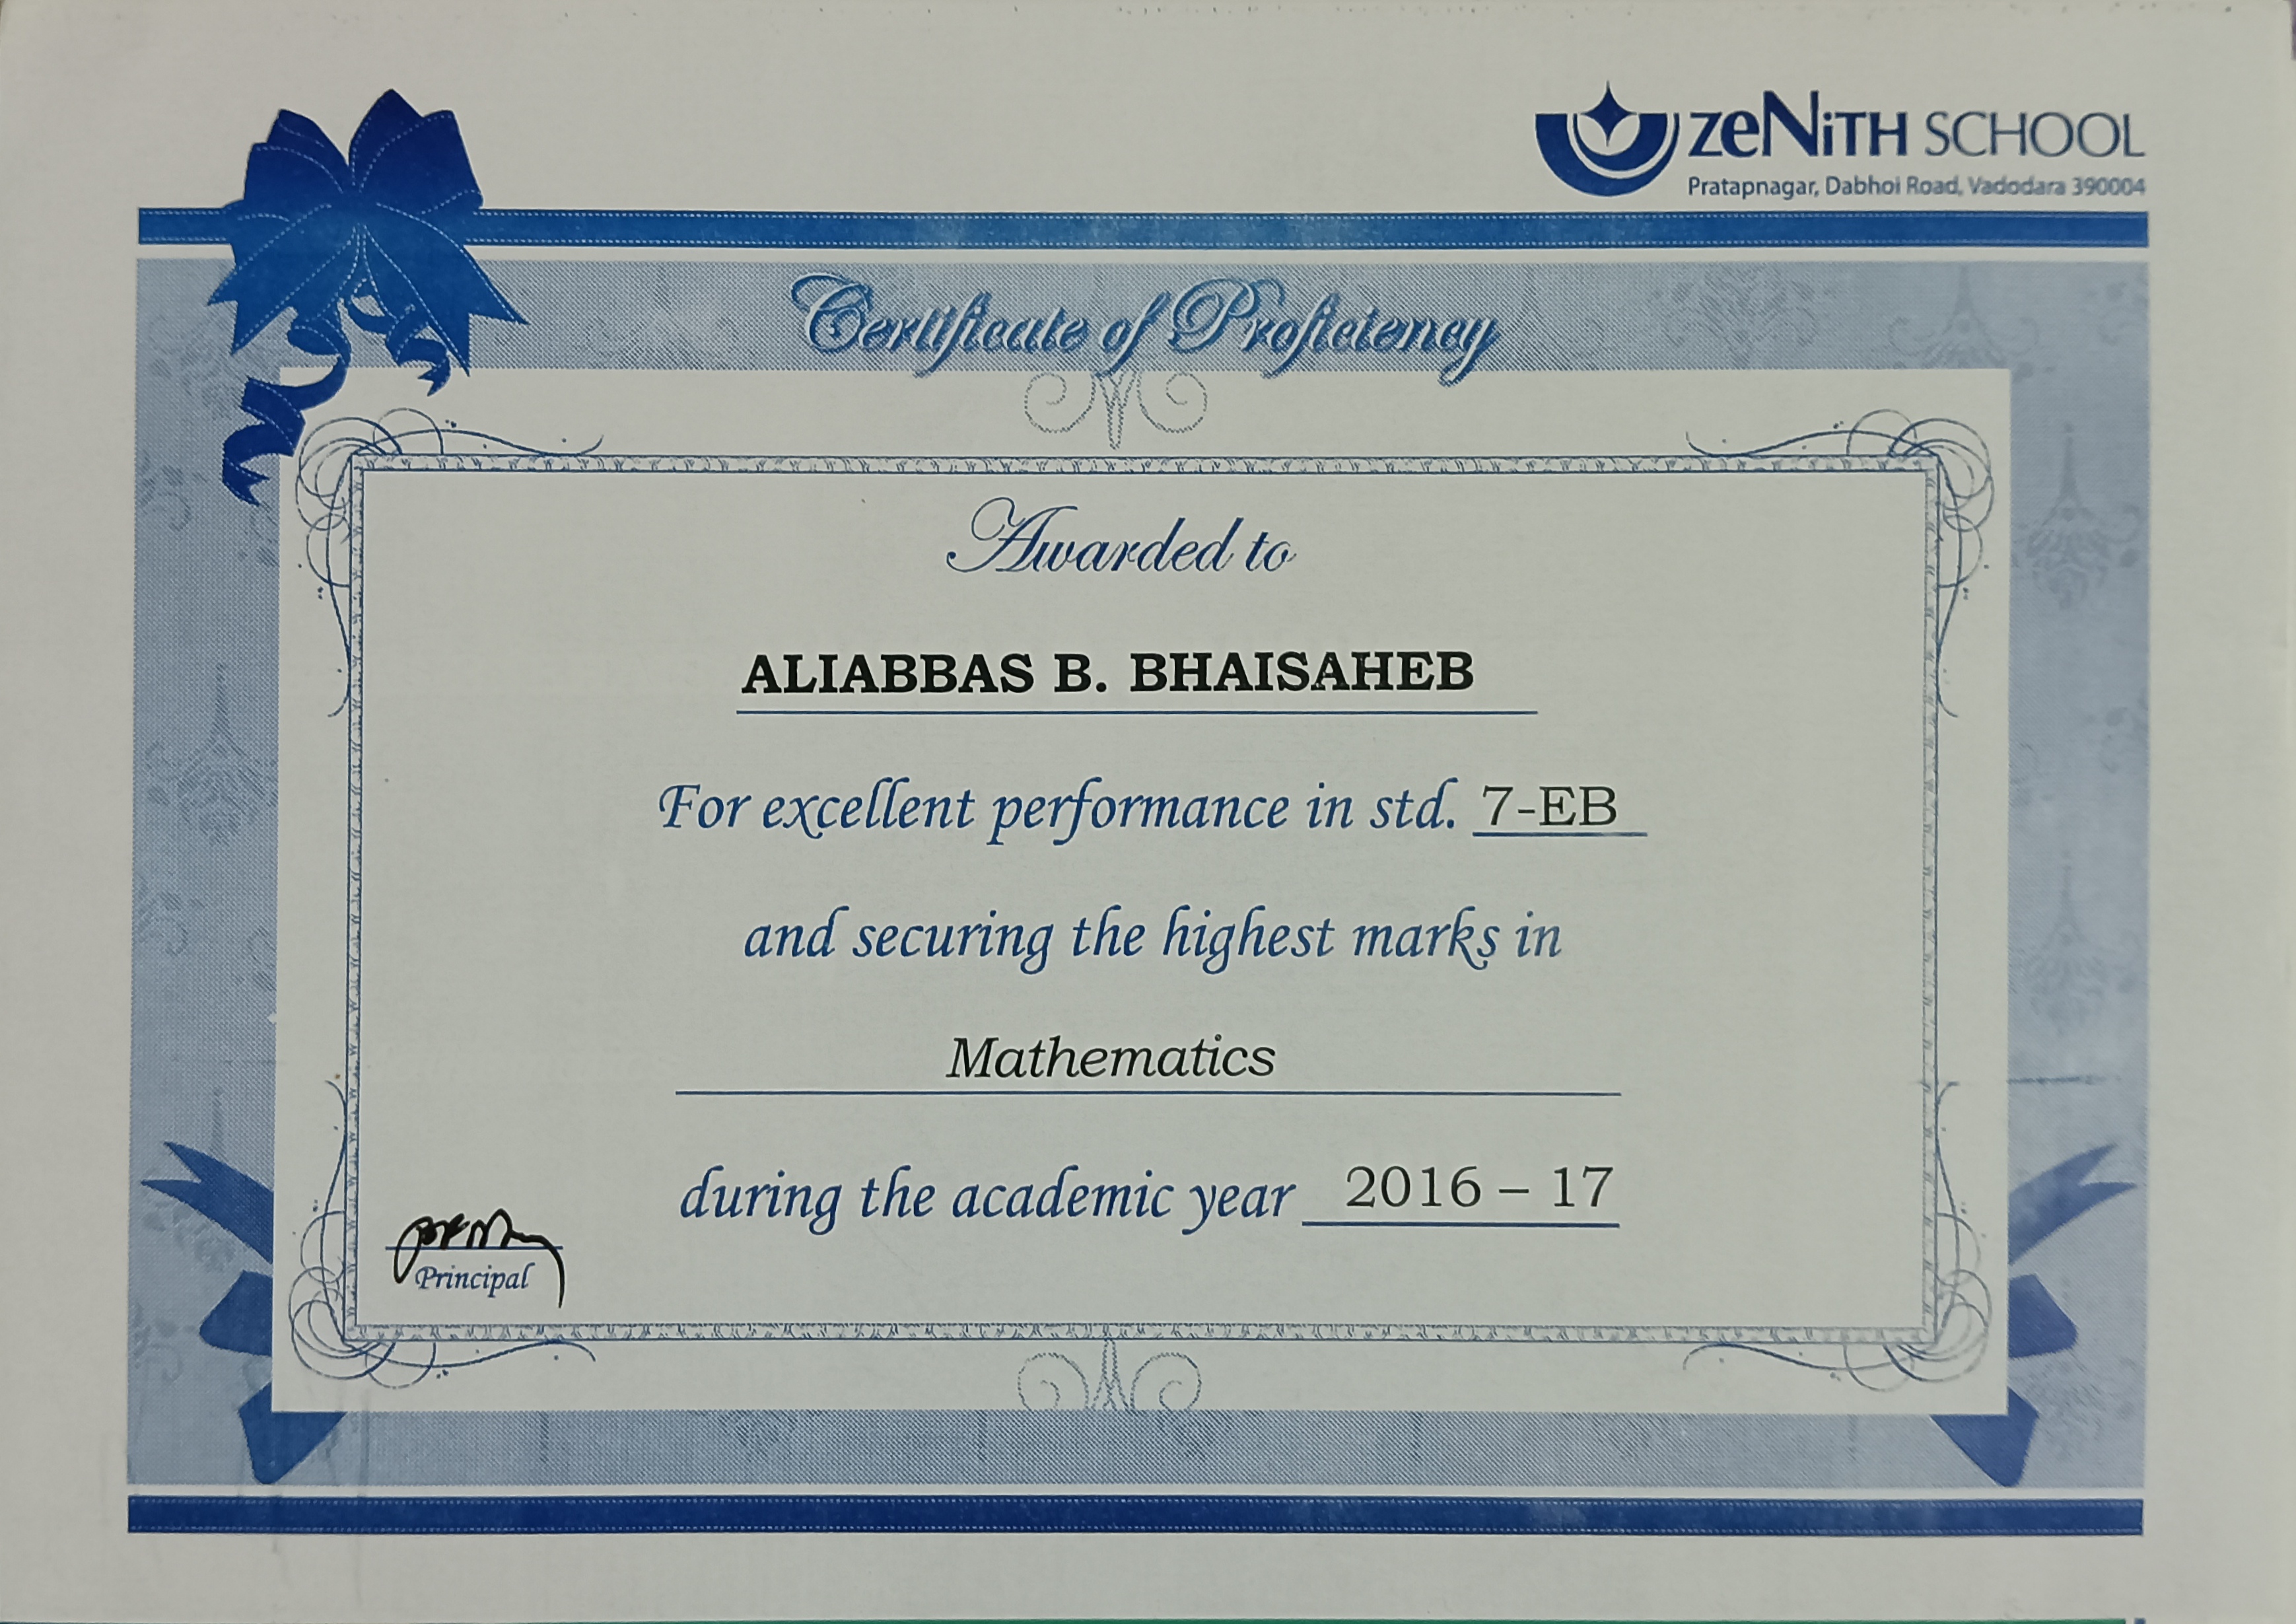 zeNiTH SCHOOL
Pratapnagar, Dabhoi Road, Vadodara 390004
Certificate of Proficiency
Awarded to
ALIABBAS B. BHAISAHEB
For excellent performance in std. 7-EB
and securing the highest marks in
Mathematics
during the academic year 2016 – 17
Principal